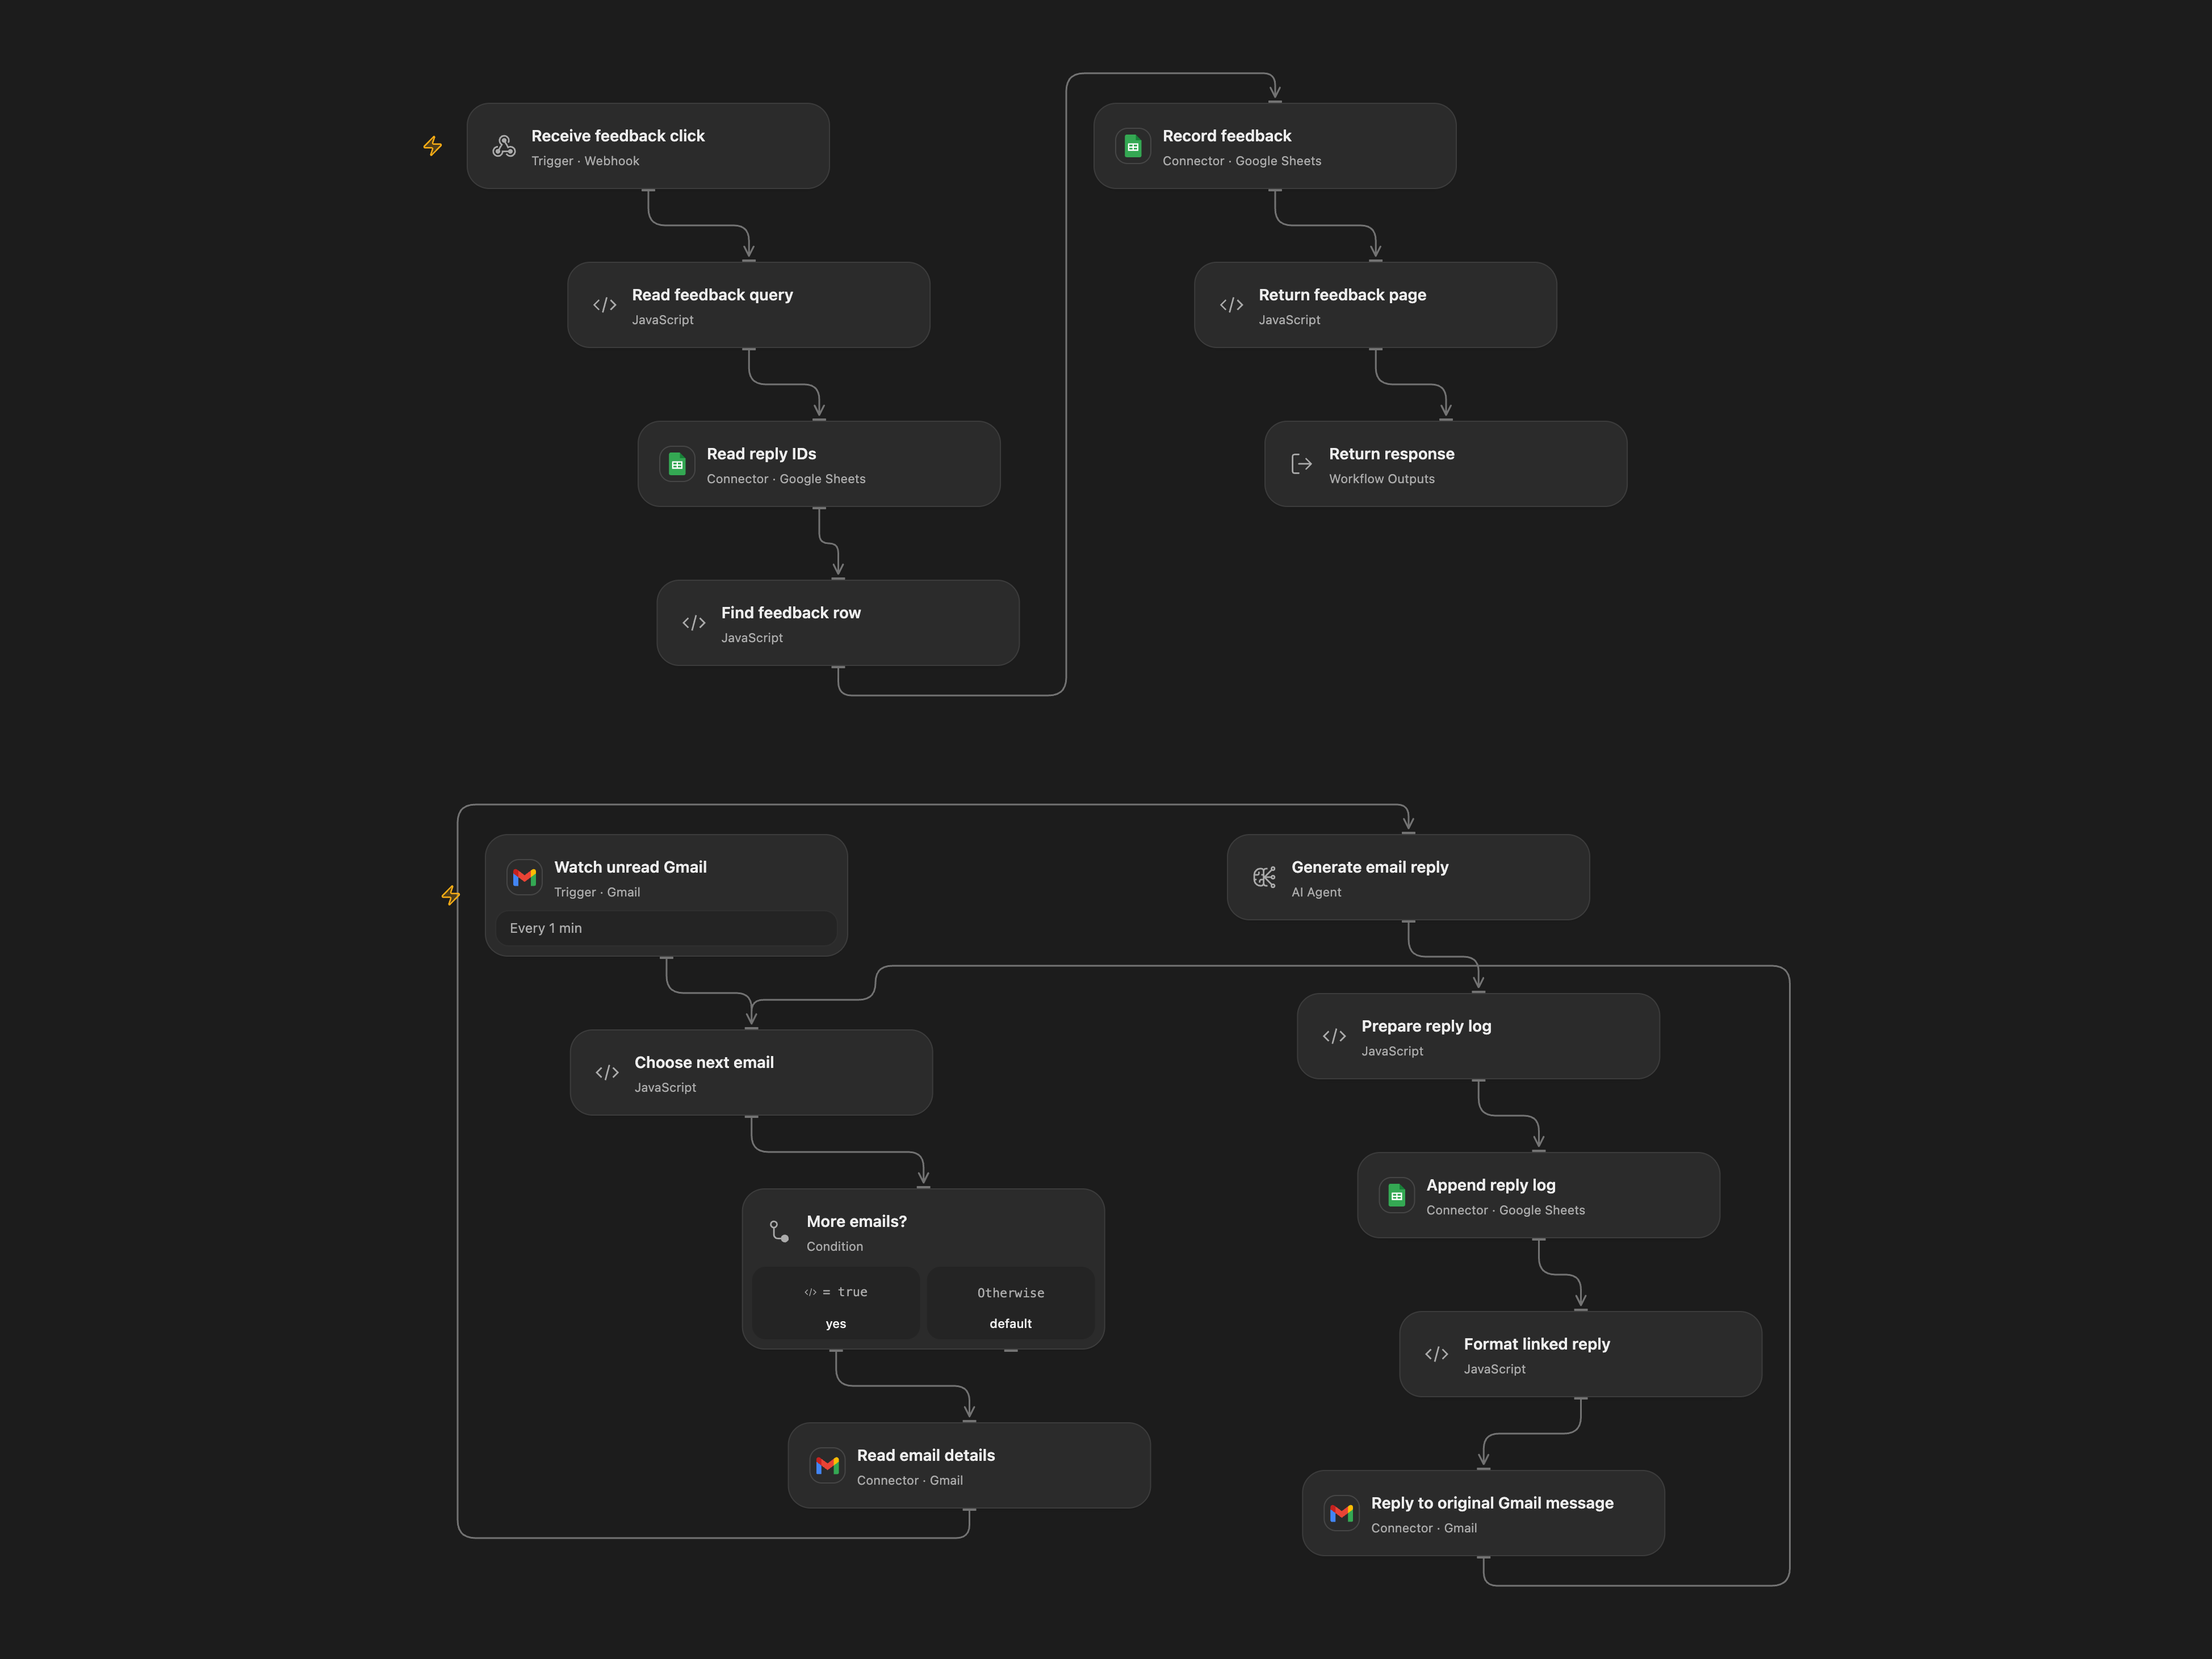 Receive feedback click
Trigger · Webhook
Read feedback query
JavaScript
Read reply IDs
Connector · Google Sheets
Find feedback row
JavaScript
Record feedback
Connector · Google Sheets
Return feedback page
JavaScript
Return response
Workflow Outputs
Watch unread Gmail
Trigger · Gmail
Every 1 min
Choose next email
JavaScript
More emails?
Condition
</> = true
yes
Otherwise
default
Read email details
Connector · Gmail
Generate email reply
AI Agent
Prepare reply log
JavaScript
Append reply log
Connector · Google Sheets
Format linked reply
JavaScript
Reply to original Gmail message
Connector · Gmail